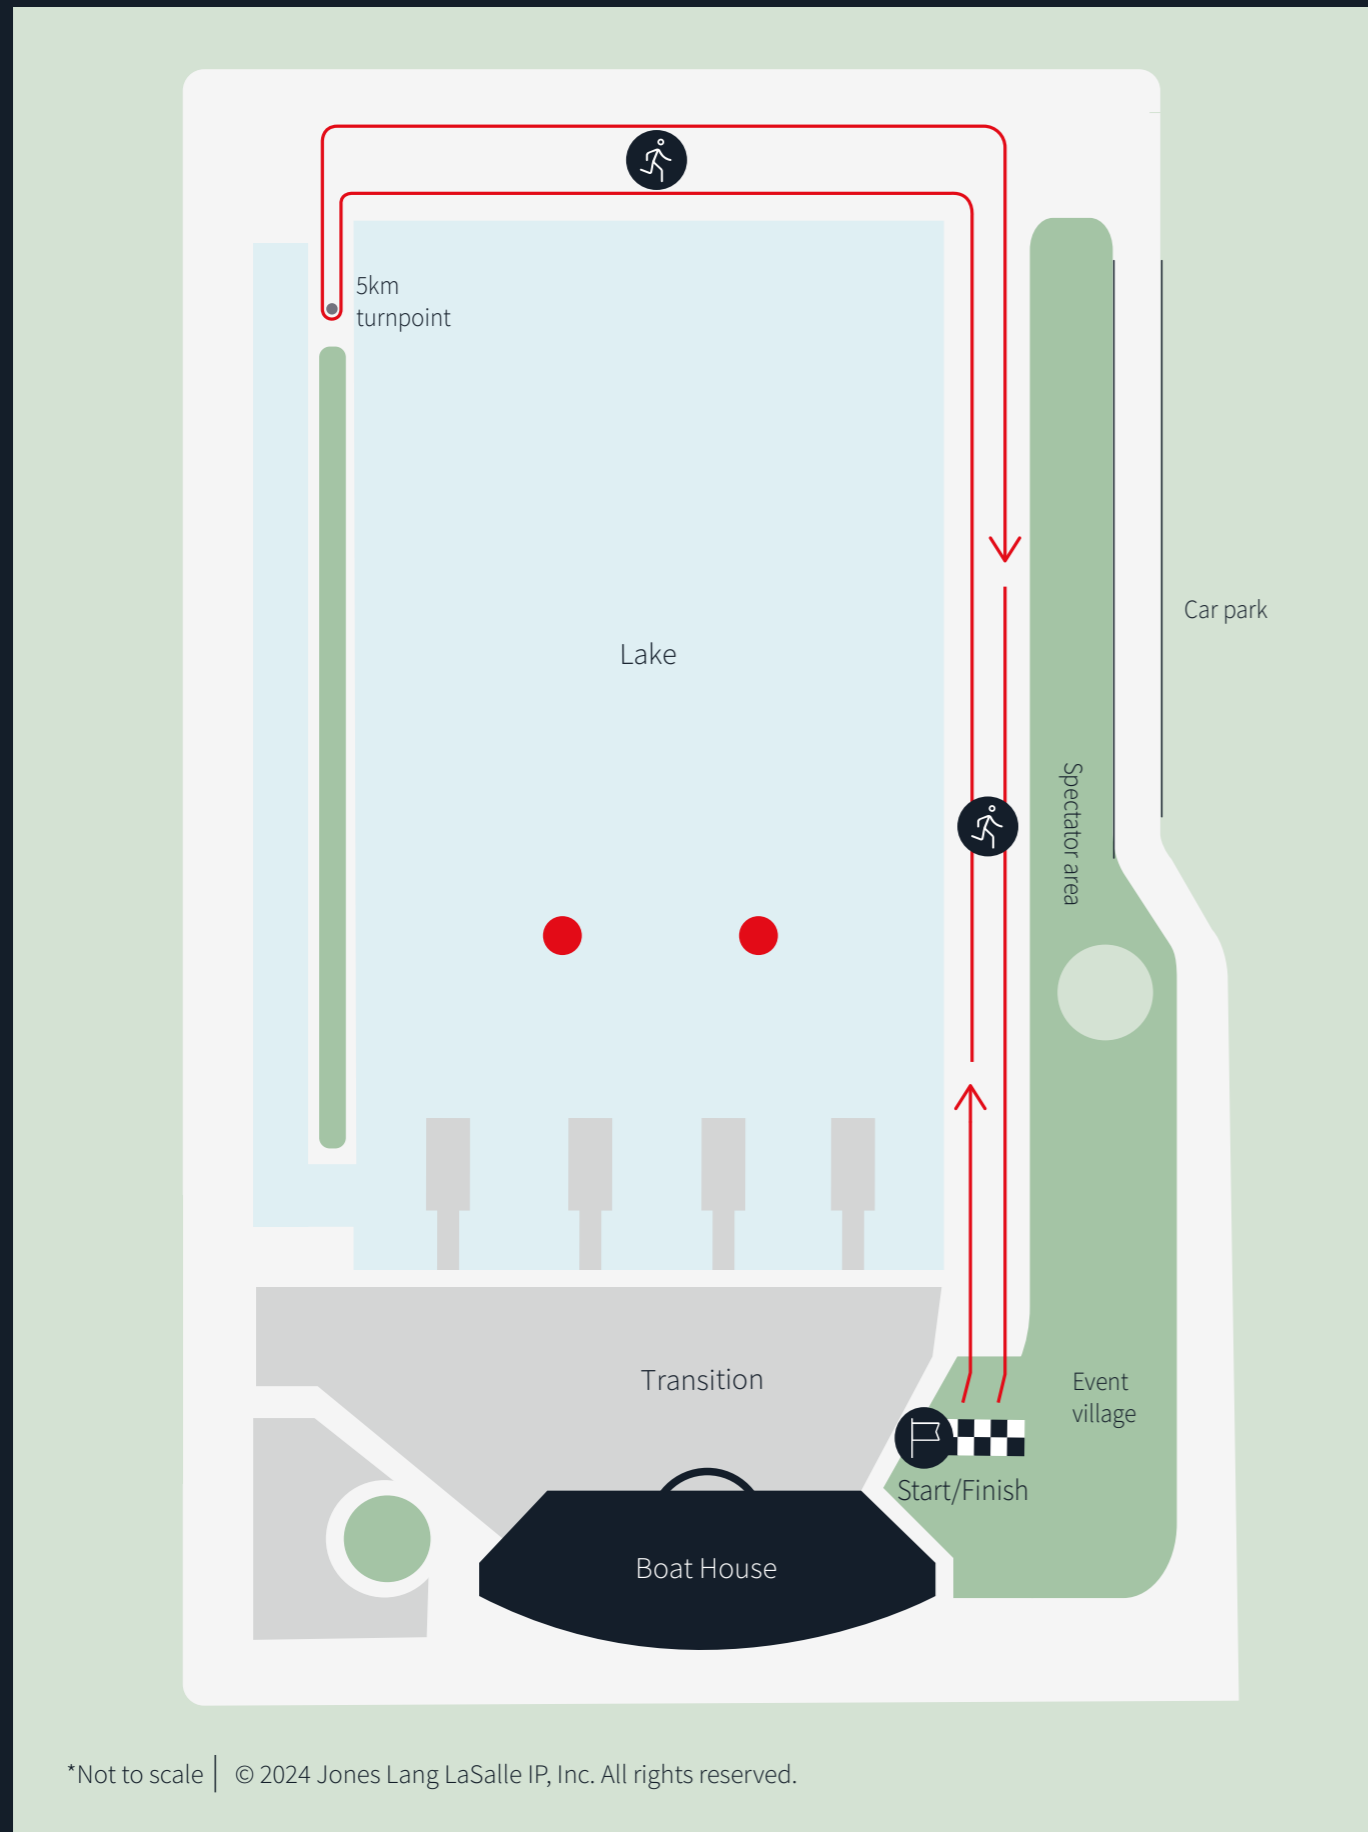 5km
turnpoint
Car park
Lake
Spectator area
Transition
Event
village
Start/Finish
Boat House
*Not to scale
© 2024 Jones Lang LaSalle IP, Inc. All rights reserved.